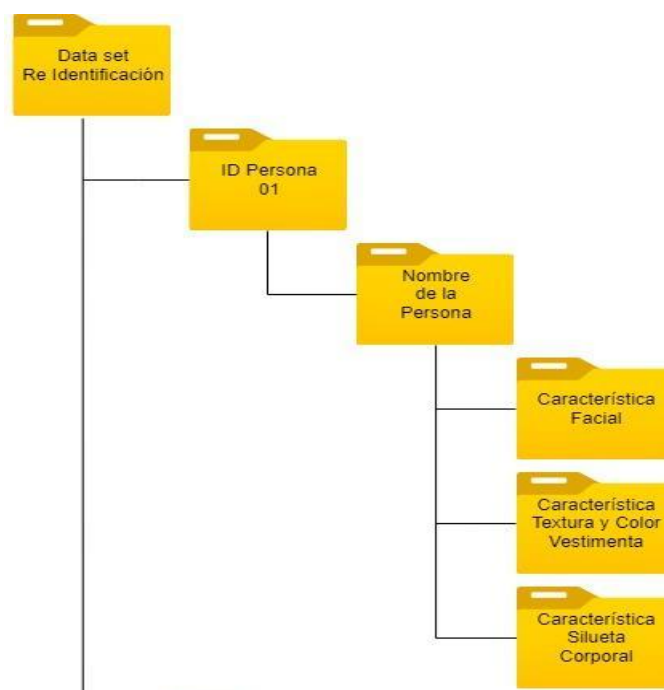 Data set
Re Identificación
ID Persona
01
Nombre
de la
Persona
Característica
Facial
Característica
Textura y Color
Vestimenta
Característica
Silueta
Corporal